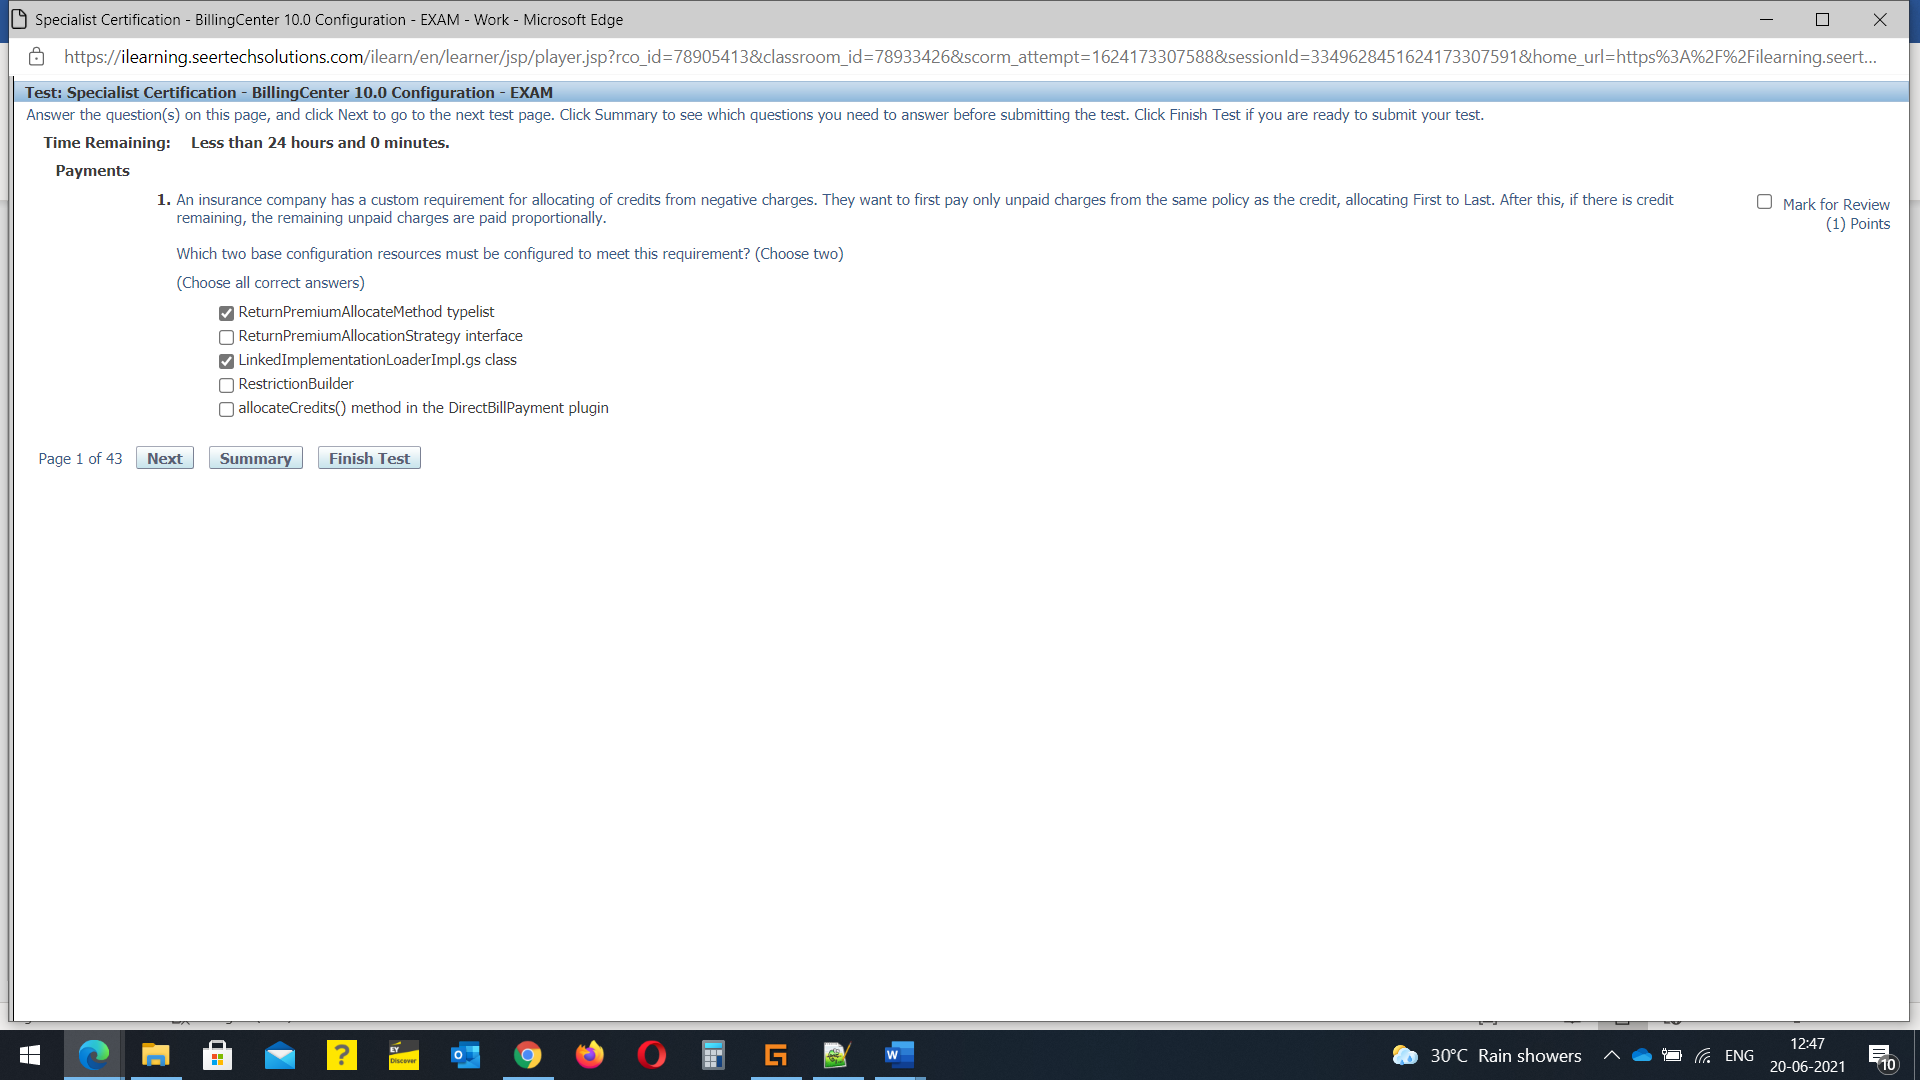 Specialist Certification - BillingCenter 10.0 Configuration - EXAM - Work - Microsoft Edge
https://ilearning.seertechsolutions.com/ilearn/en/learner/jsp/player.jsp?rco_id=78905413&classroom_id=78933426&scorm_attempt=1624173307588&sessionId=3349628451624173307591&home_url=https%3A%2F%2Filearning.seert...
Test: Specialist Certification - BillingCenter 10.0 Configuration - EXAM
Answer the question(s) on this page, and click Next to go to the next test page. Click Summary to see which questions you need to answer before submitting the test. Click Finish Test if you are ready to submit your test.
Time Remaining: Less than 24 hours and 0 minutes.
Payments
1. An insurance company has a custom requirement for allocating of credits from negative charges. They want to first pay only unpaid charges from the same policy as the credit, allocating First to Last. After this, if there is credit
remaining, the remaining unpaid charges are paid proportionally.
Mark for Review
(1) Points
Which two base configuration resources must be configured to meet this requirement? (Choose two)
(Choose all correct answers)
ReturnPremiumAllocateMethod typelist
ReturnPremiumAllocationStrategy interface
LinkedImplementationLoaderImpl.gs class
RestrictionBuilder
allocateCredits() method in the DirectBillPayment plugin
Page 1 of 43 Next Summary Finish Test
EY
Discover
30°C Rain showers
ENG
12:47
20-06-2021
10